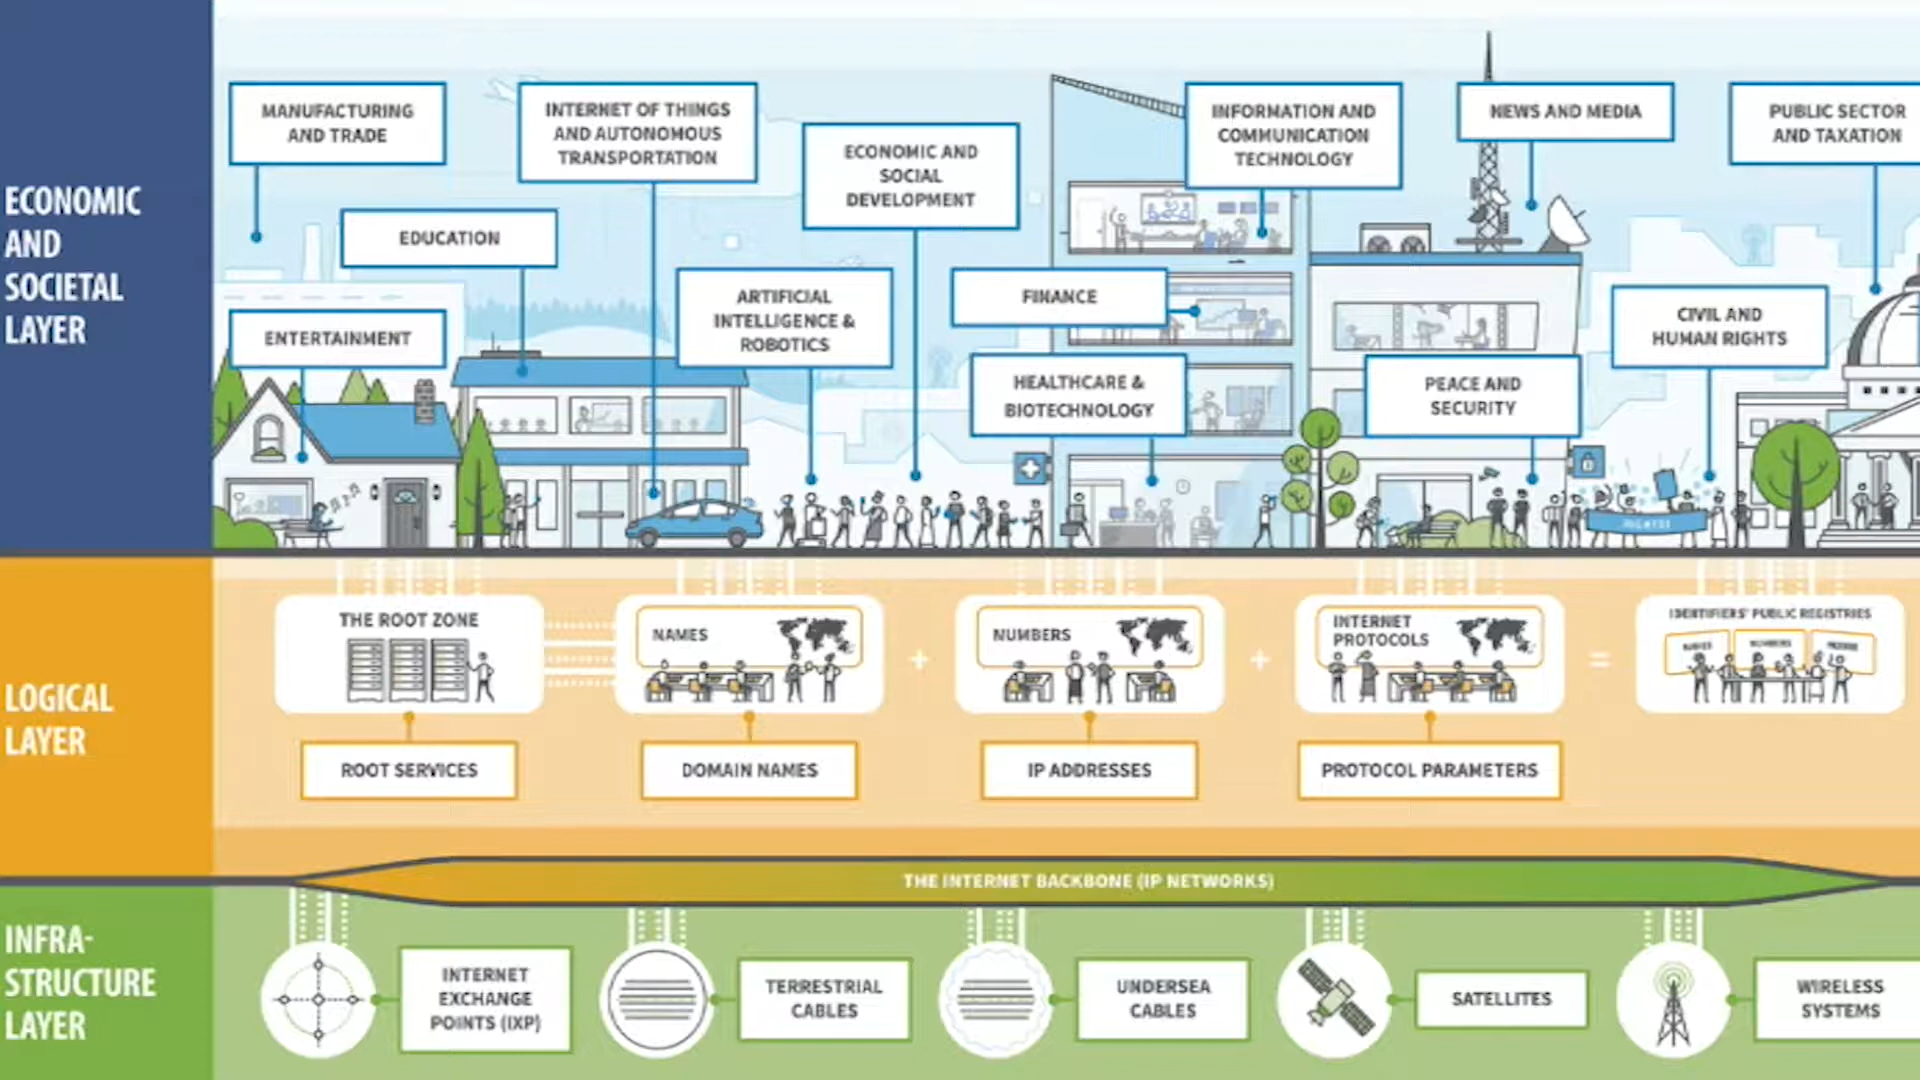 ECONOMIC
AND
SOCIETAL
LAYER
MANUFACTURING
AND TRADE
INTERNET OF THINGS
AND AUTONOMOUS
TRANSPORTATION
ECONOMIC AND
SOCIAL
DEVELOPMENT
INFORMATION AND
COMMUNICATION
TECHNOLOGY
NEWS AND MEDIA
PUBLIC SECTOR
AND TAXATION
EDUCATION
ENTERTAINMENT
ARTIFICIAL
INTELLIGENCE &
ROBOTICS
FINANCE
HEALTHCARE &
BIOTECHNOLOGY
PEACE AND
SECURITY
CIVIL AND
HUMAN RIGHTS
LOGICAL
LAYER
THE ROOT ZONE
NAMES
+
NUMBERS
+
INTERNET
PROTOCOLS
=
IDENTIFIERS' PUBLIC REGISTRIES
ROOT SERVICES
DOMAIN NAMES
IP ADDRESSES
PROTOCOL PARAMETERS
THE INTERNET BACKBONE (IP NETWORKS)
INFRA-
STRUCTURE
LAYER
INTERNET
EXCHANGE
POINTS (IXP)
TERRESTRIAL
CABLES
UNDERSEA
CABLES
SATELLITES
WIRELESS
SYSTEMS